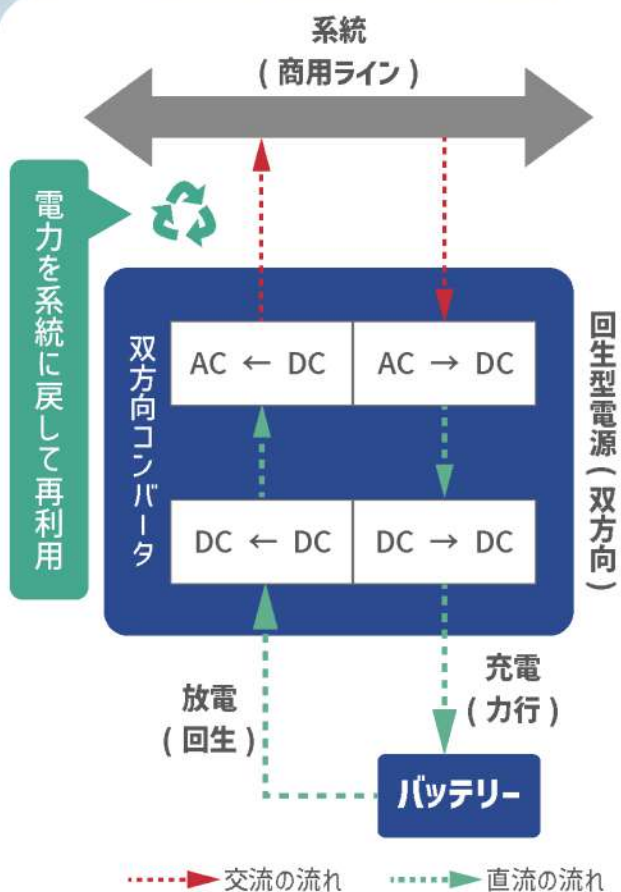 系統
( 商用ライン )
電力を系統に戻して再利用
双方向コンバータ
AC ← DC
AC → DC
DC ← DC
DC → DC
回生型電源 ( 双方向 )
放電
( 回生 )
充電
( 力行 )
バッテリー
交流の流れ
直流の流れ